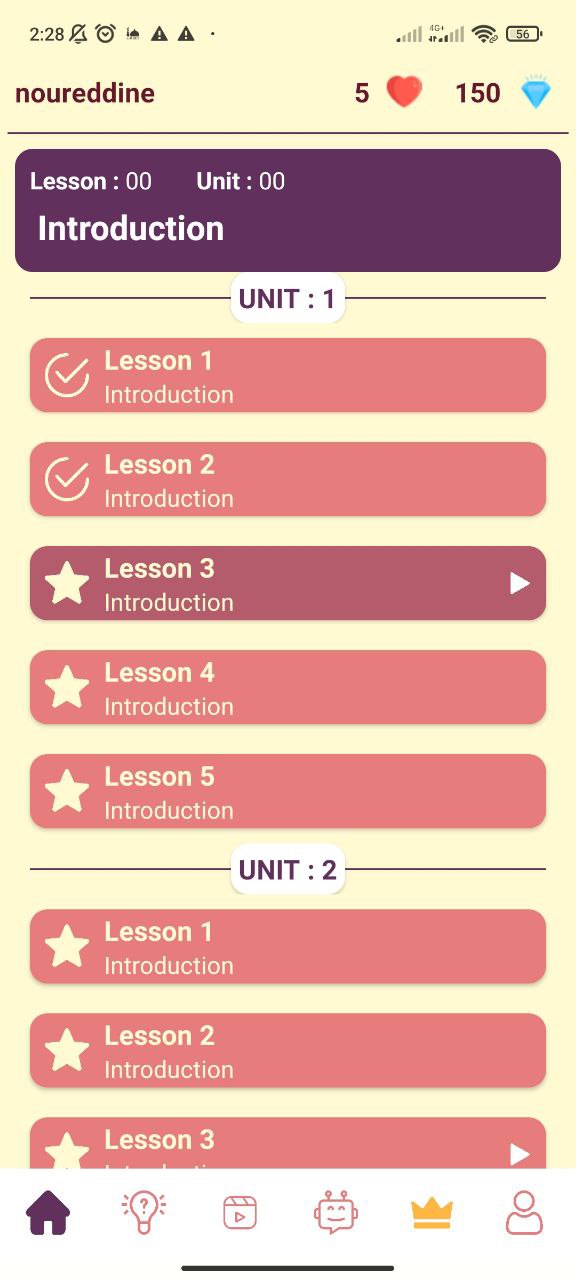 2:28
4G+
56
noureddine 5 150
Lesson : 00 Unit : 00
Introduction
UNIT : 1
Lesson 1
Introduction
Lesson 2
Introduction
Lesson 3
Introduction
Lesson 4
Introduction
Lesson 5
Introduction
UNIT : 2
Lesson 1
Introduction
Lesson 2
Introduction
Lesson 3